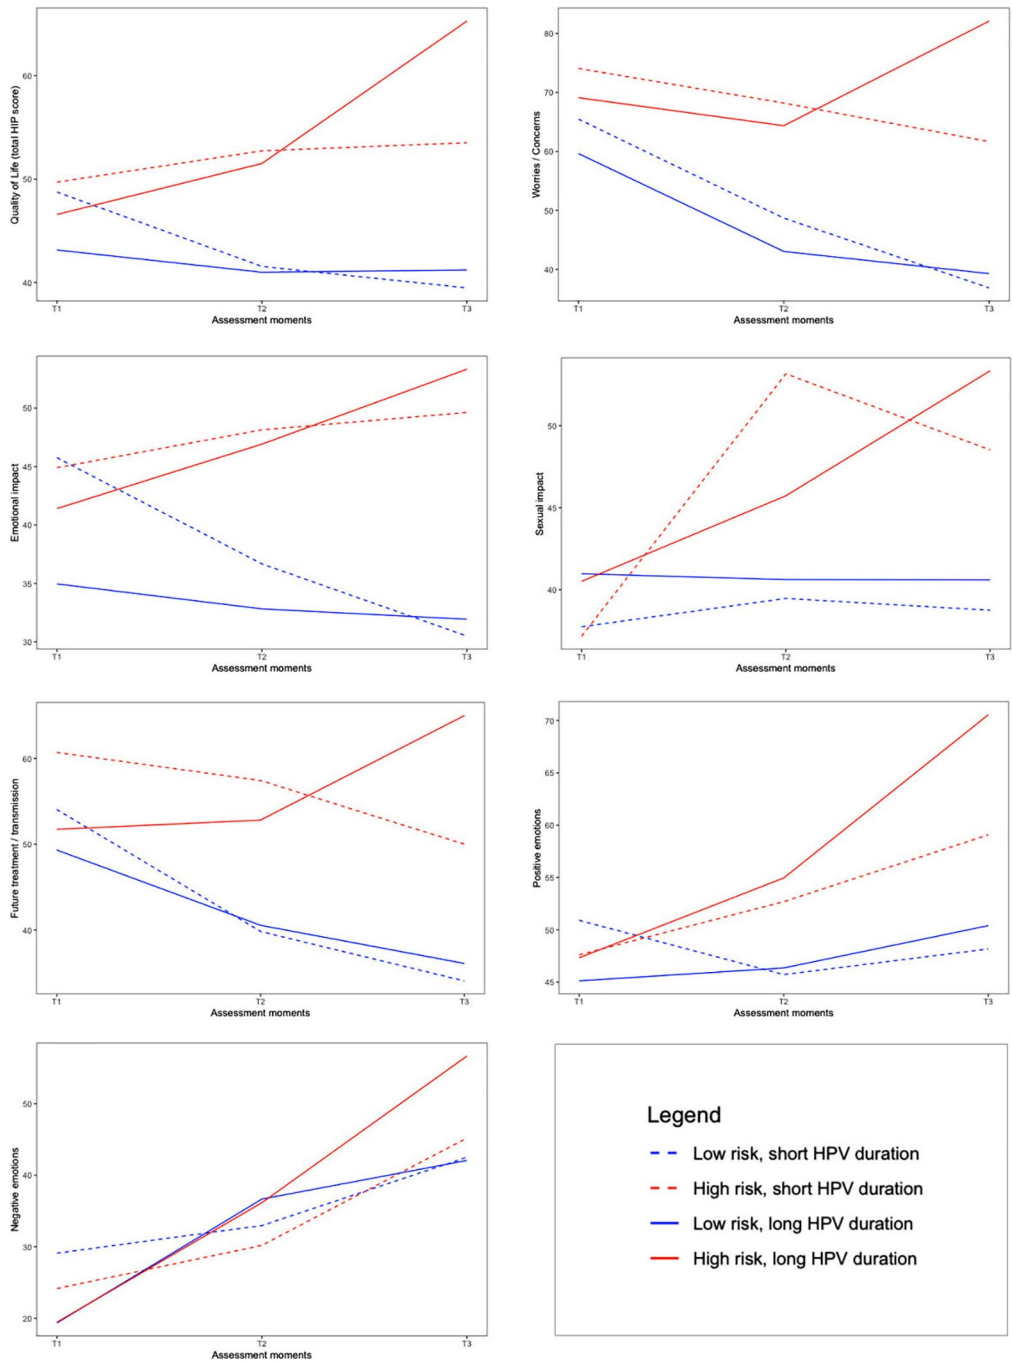 Quality of Life (total HIP score)
60
50
40
T1
T2
T3
Assessment moments
Worries / Concerns
80
70
60
50
40
T1
T2
T3
Assessment moments
Emotional impact
50
45
40
35
30
T1
T2
T3
Assessment moments
Sexual impact
50
45
40
T1
T2
T3
Assessment moments
Future treatment / transmission
60
50
40
T1
T2
T3
Assessment moments
Positive emotions
70
65
60
55
50
45
T1
T2
T3
Assessment moments
Negative emotions
50
40
30
20
T1
T2
T3
Assessment moments
Legend
Low risk, short HPV duration
High risk, short HPV duration
Low risk, long HPV duration
High risk, long HPV duration